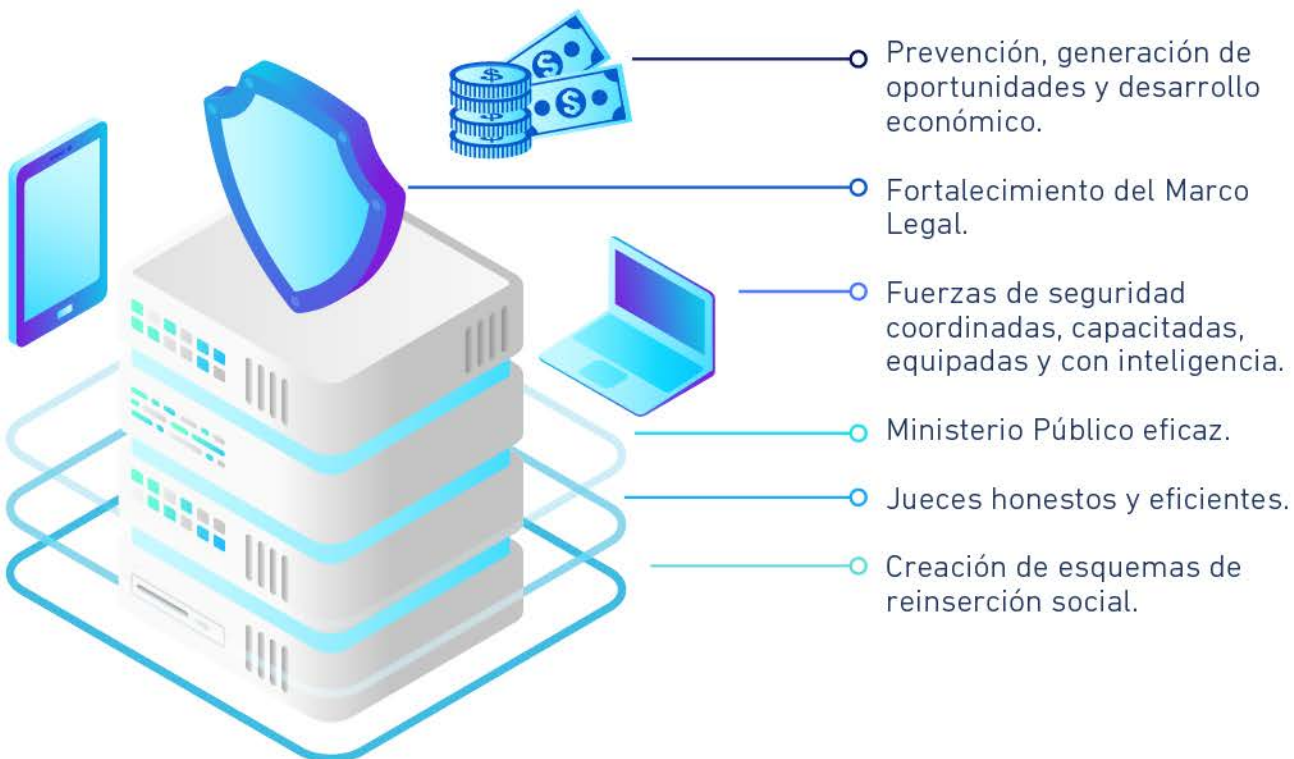 Prevención, generación de
oportunidades y desarrollo
económico.
Fortalecimiento del Marco
Legal.
Fuerzas de seguridad
coordinadas, capacitadas,
equipadas y con inteligencia.
Ministerio Público eficaz.
Jueces honestos y eficientes.
Creación de esquemas de
reinserción social.